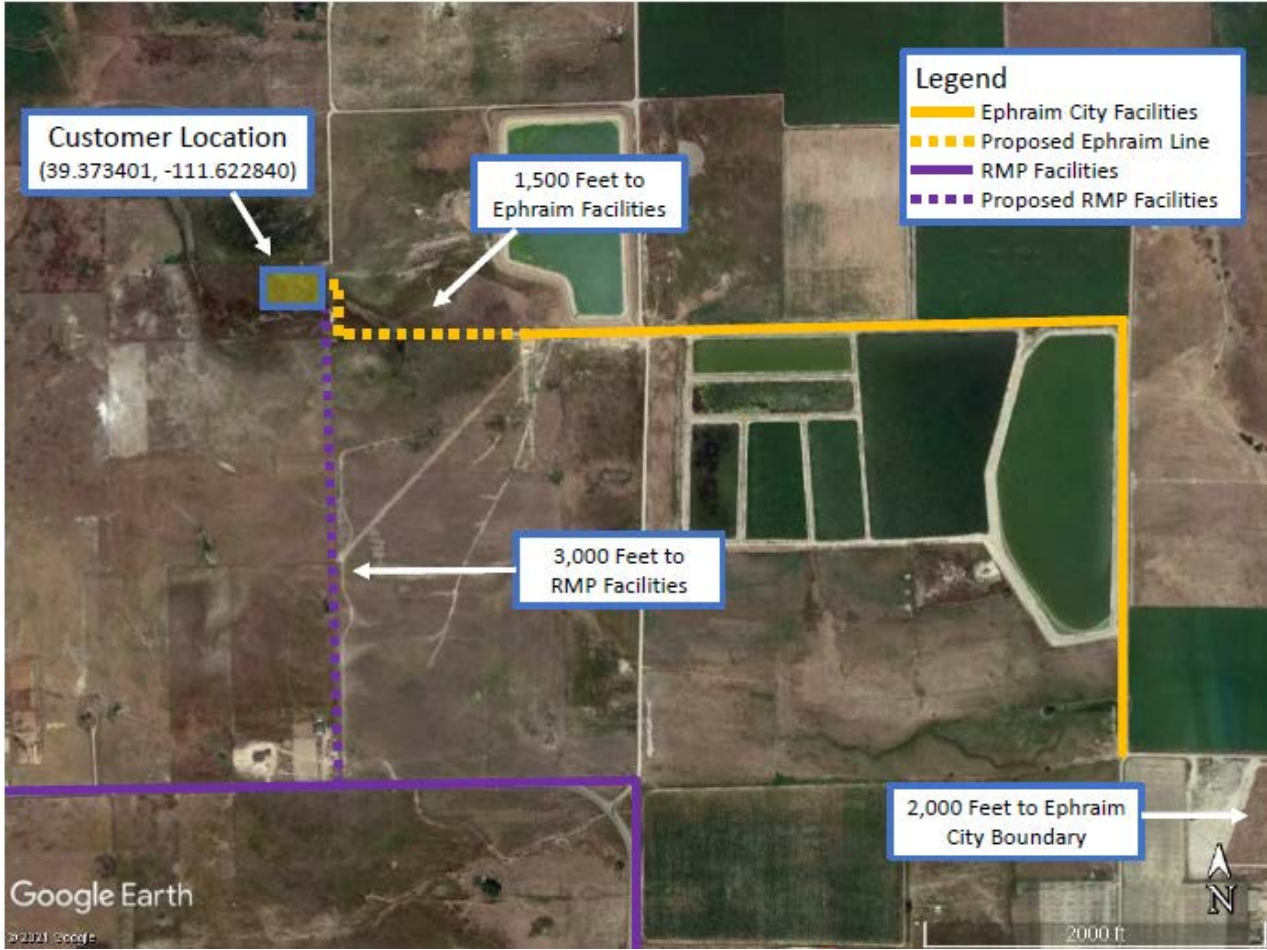 Legend
Ephraim City Facilities
Proposed Ephraim Line
RMP Facilities
Proposed RMP Facilities
Customer Location
(39.373401, -111.622840)
1,500 Feet to
Ephraim Facilities
3,000 Feet to
RMP Facilities
2,000 Feet to Ephraim
City Boundary
N
Google Earth
©2021 Google
2000 ft